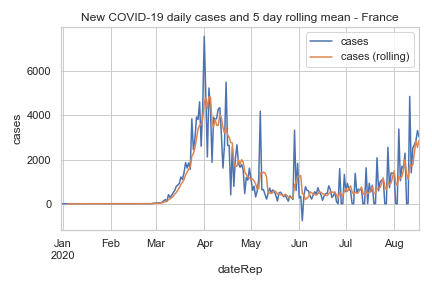 New COVID-19 daily cases and 5 day rolling mean - France
cases
cases (rolling)
6000
4000
2000
0
cases
Jan
2020
Feb
Mar
Apr
May
Jun
Jul
Aug
dateRep